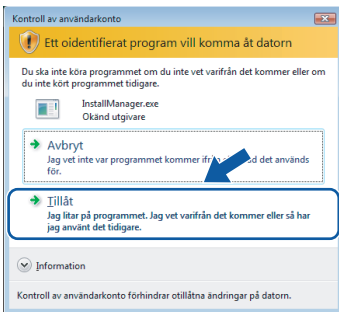 Kontroll av användarkonto
Ett oidentifierat program vill komma åt datorn
Du ska inte köra programmet om du inte vet varifrån det kommer eller om
du inte kört programmet tidigare.
InstallManager.exe
Okänd utgivare
Avbryt
Jag vet inte var programmet kommer ifrån det används
för.
Tillåt
Jag litar på programmet. Jag vet varifrån det kommer eller så har
jag använt det tidigare.
Information
Kontroll av användarkonto förhindrar otillåtna ändringar på datorn.